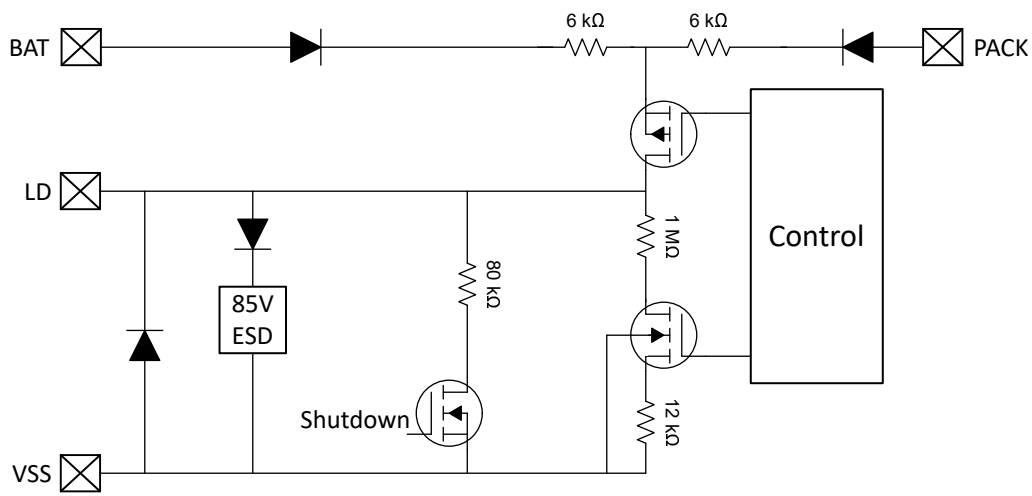 6 kΩ
6 kΩ
BAT
PACK
LD
1 MΩ
Control
80 kΩ
85V
ESD
Shutdown
12 kΩ
VSS